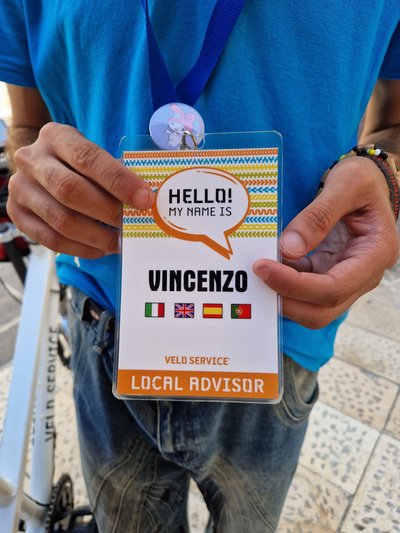 HELLO!
MY NAME IS
VINCENZO
VELO SERVICE
LOCAL ADVISOR
VELO SERVICE